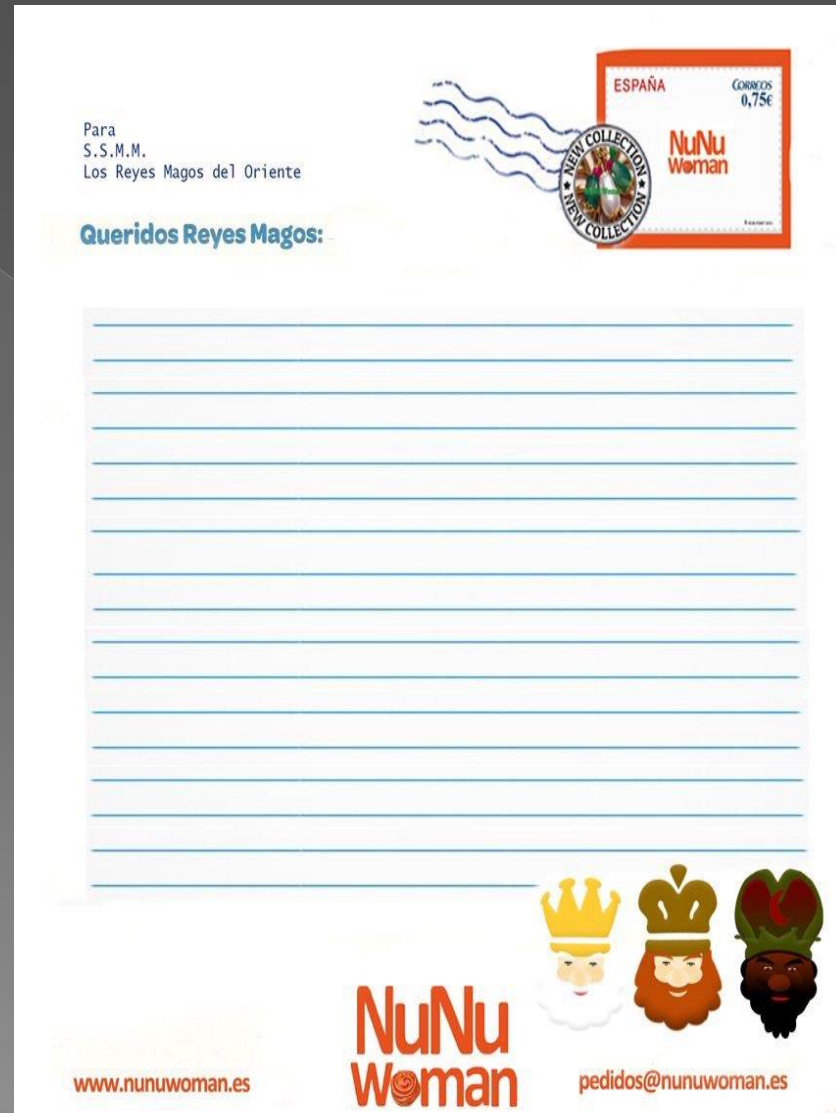 ESPAÑA
CORREOS
0,75€
NuNu
Woman
NEW COLLECTION
NEW COLLECTION
Para
S.S.M.M.
Los Reyes Magos del Oriente
Queridos Reyes Magos:
NuNu
Woman
www.nunuwoman.es
pedidos@nunuwoman.es